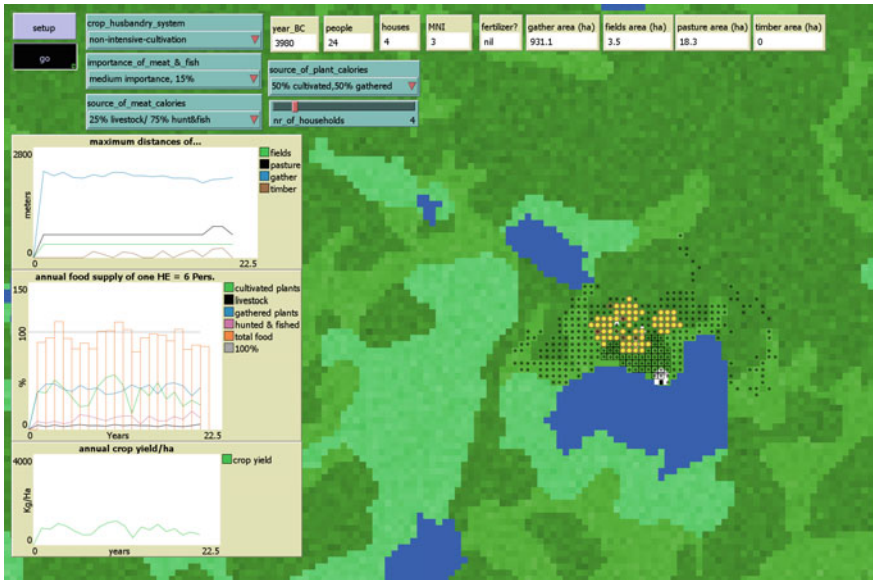 setup
go
crop_husbandry_system
non-intensive-cultivation
importance_of_meat_&_fish
medium importance, 15%
source_of_meat_calories
25% livestock/ 75% hunt&fish
year_BC
3980
people
24
houses
4
MNI
3
fertilizer?
nil
gather area (ha)
931.1
fields area (ha)
3.5
pasture area (ha)
18.3
timber area (ha)
0
source_of_plant_calories
50% cultivated,50% gathered
nr_of_households 4
maximum distances of...
2800
meters
0
0
22.5
fields
pasture
gather
timber
annual food supply of one HE = 6 Pers.
150
100
%
0
0
Years
22.5
cultivated plants
livestock
gathered plants
hunted & fished
total food
100%
annual crop yield/ha
4000
Kg/Ha
0
0
years
22.5
crop yield